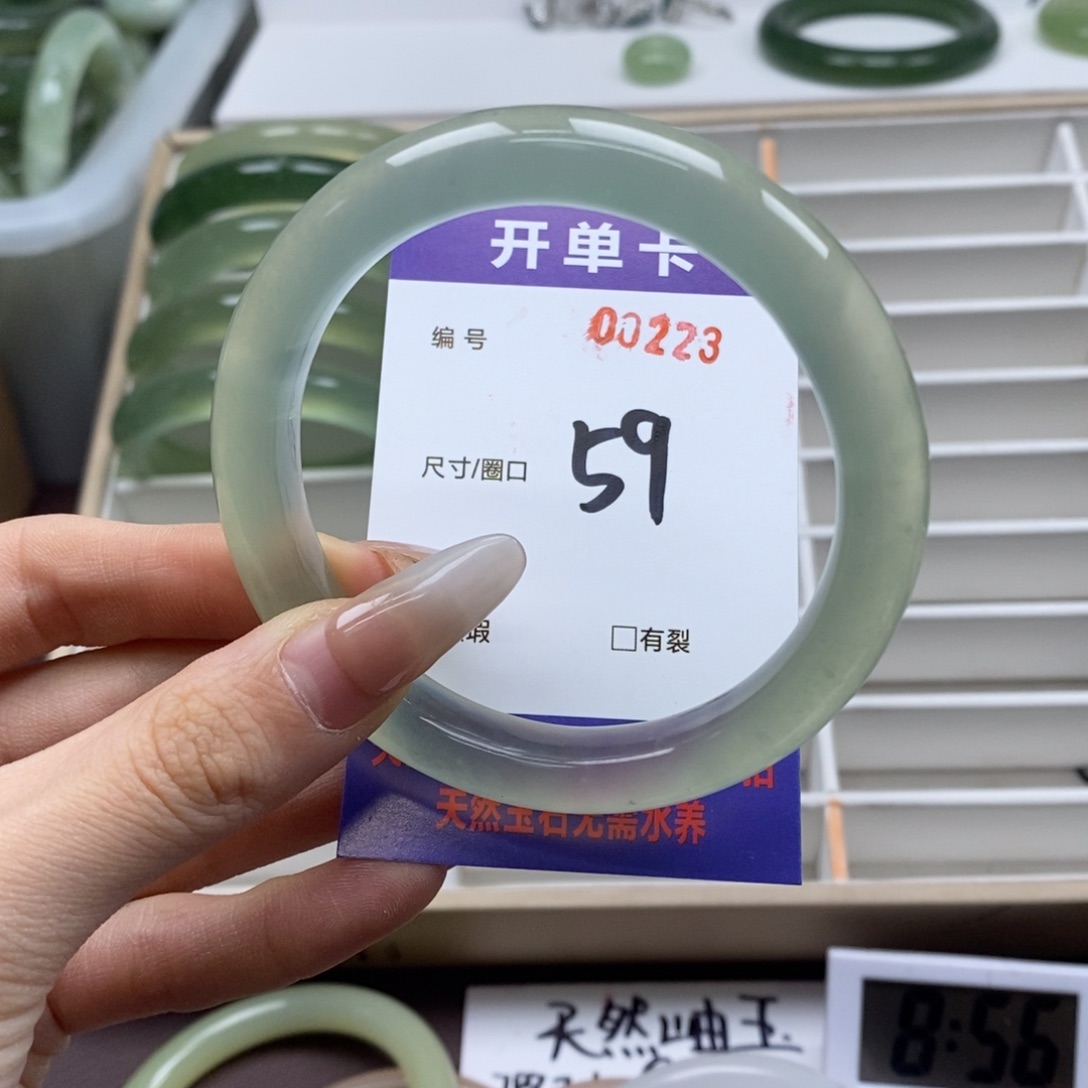 开单卡
编号 00223
尺寸/圈口 59
瑕 □有裂
天然玉石无需水养
天然岫玉
8:56